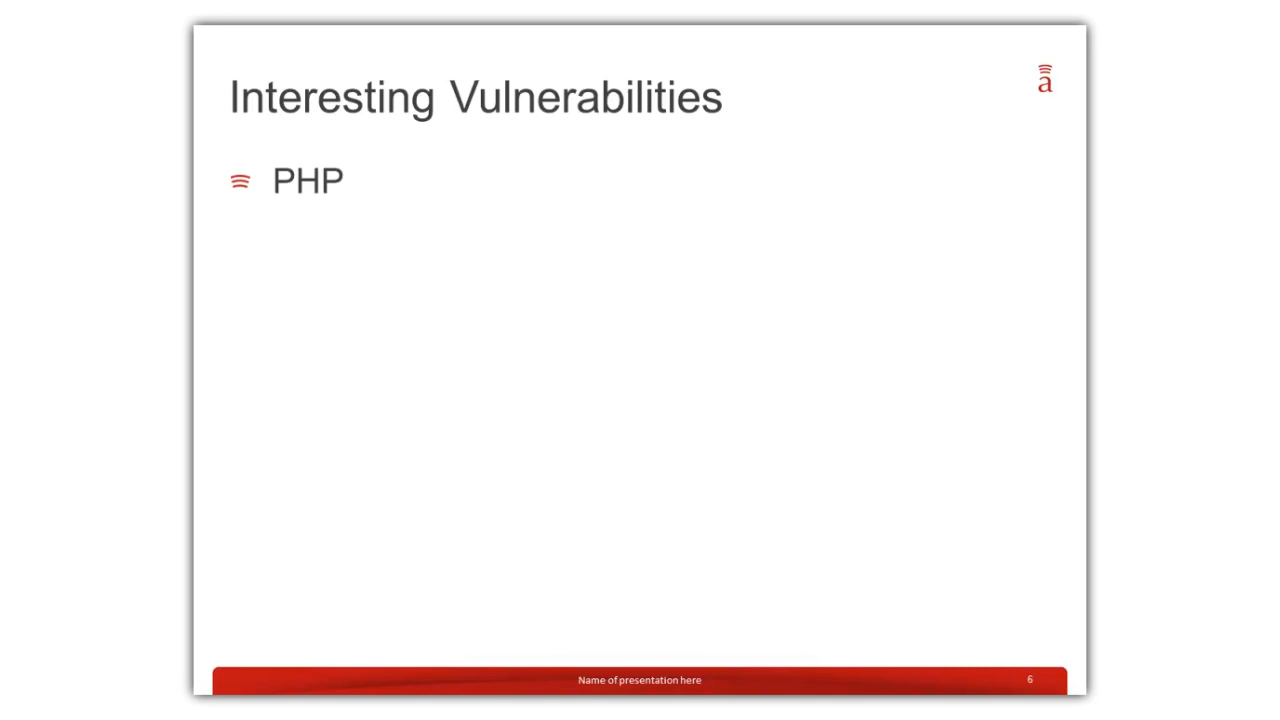 Interesting Vulnerabilities
a
PHP
Name of presentation here
6